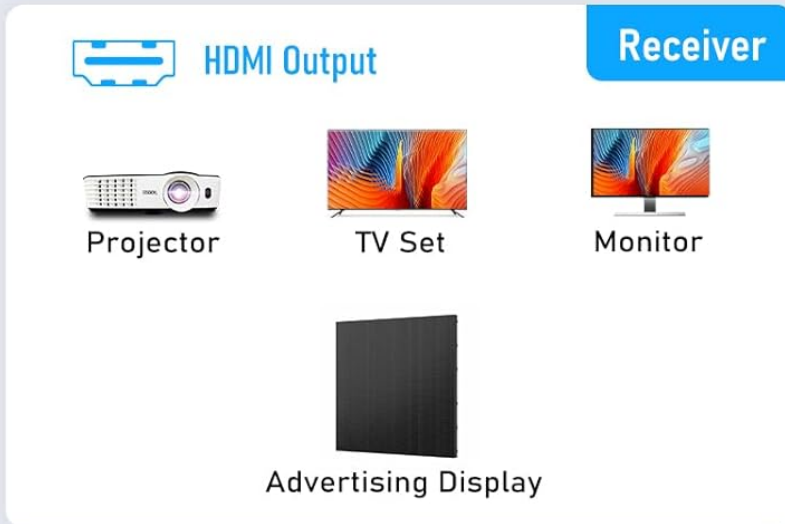 HDMI Output
Receiver
Projector
TV Set
Monitor
Advertising Display